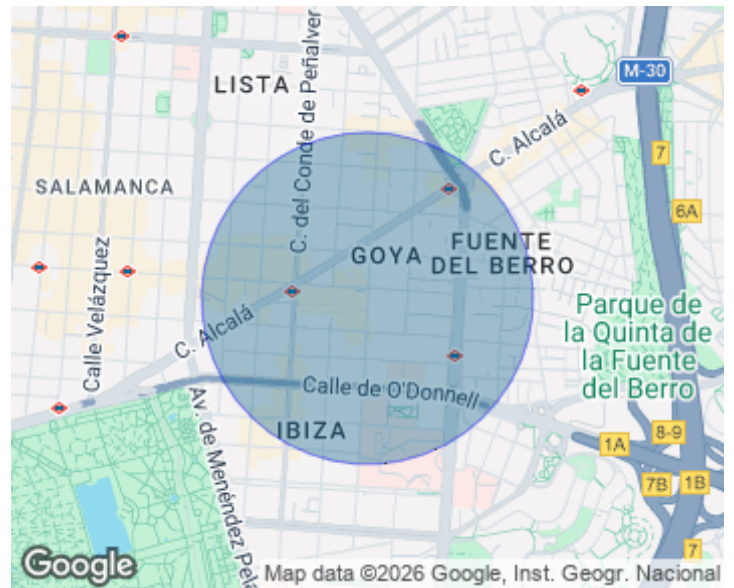 M-30
LISTA
C. del Conde de Peñalver
C. Alcalá
7
SALAMANCA
6A
Calle Velázquez
GOYA
FUENTE
DEL BERRO
Parque de
la Quinta de
la Fuente
del Berro
C. Alcalá
Calle de O'Donnell
Av. de Menéndez Pela
IBIZA
1A
8-9
7B
1B
7
Google
Map data ©2026 Google, Inst. Geogr. Nacional